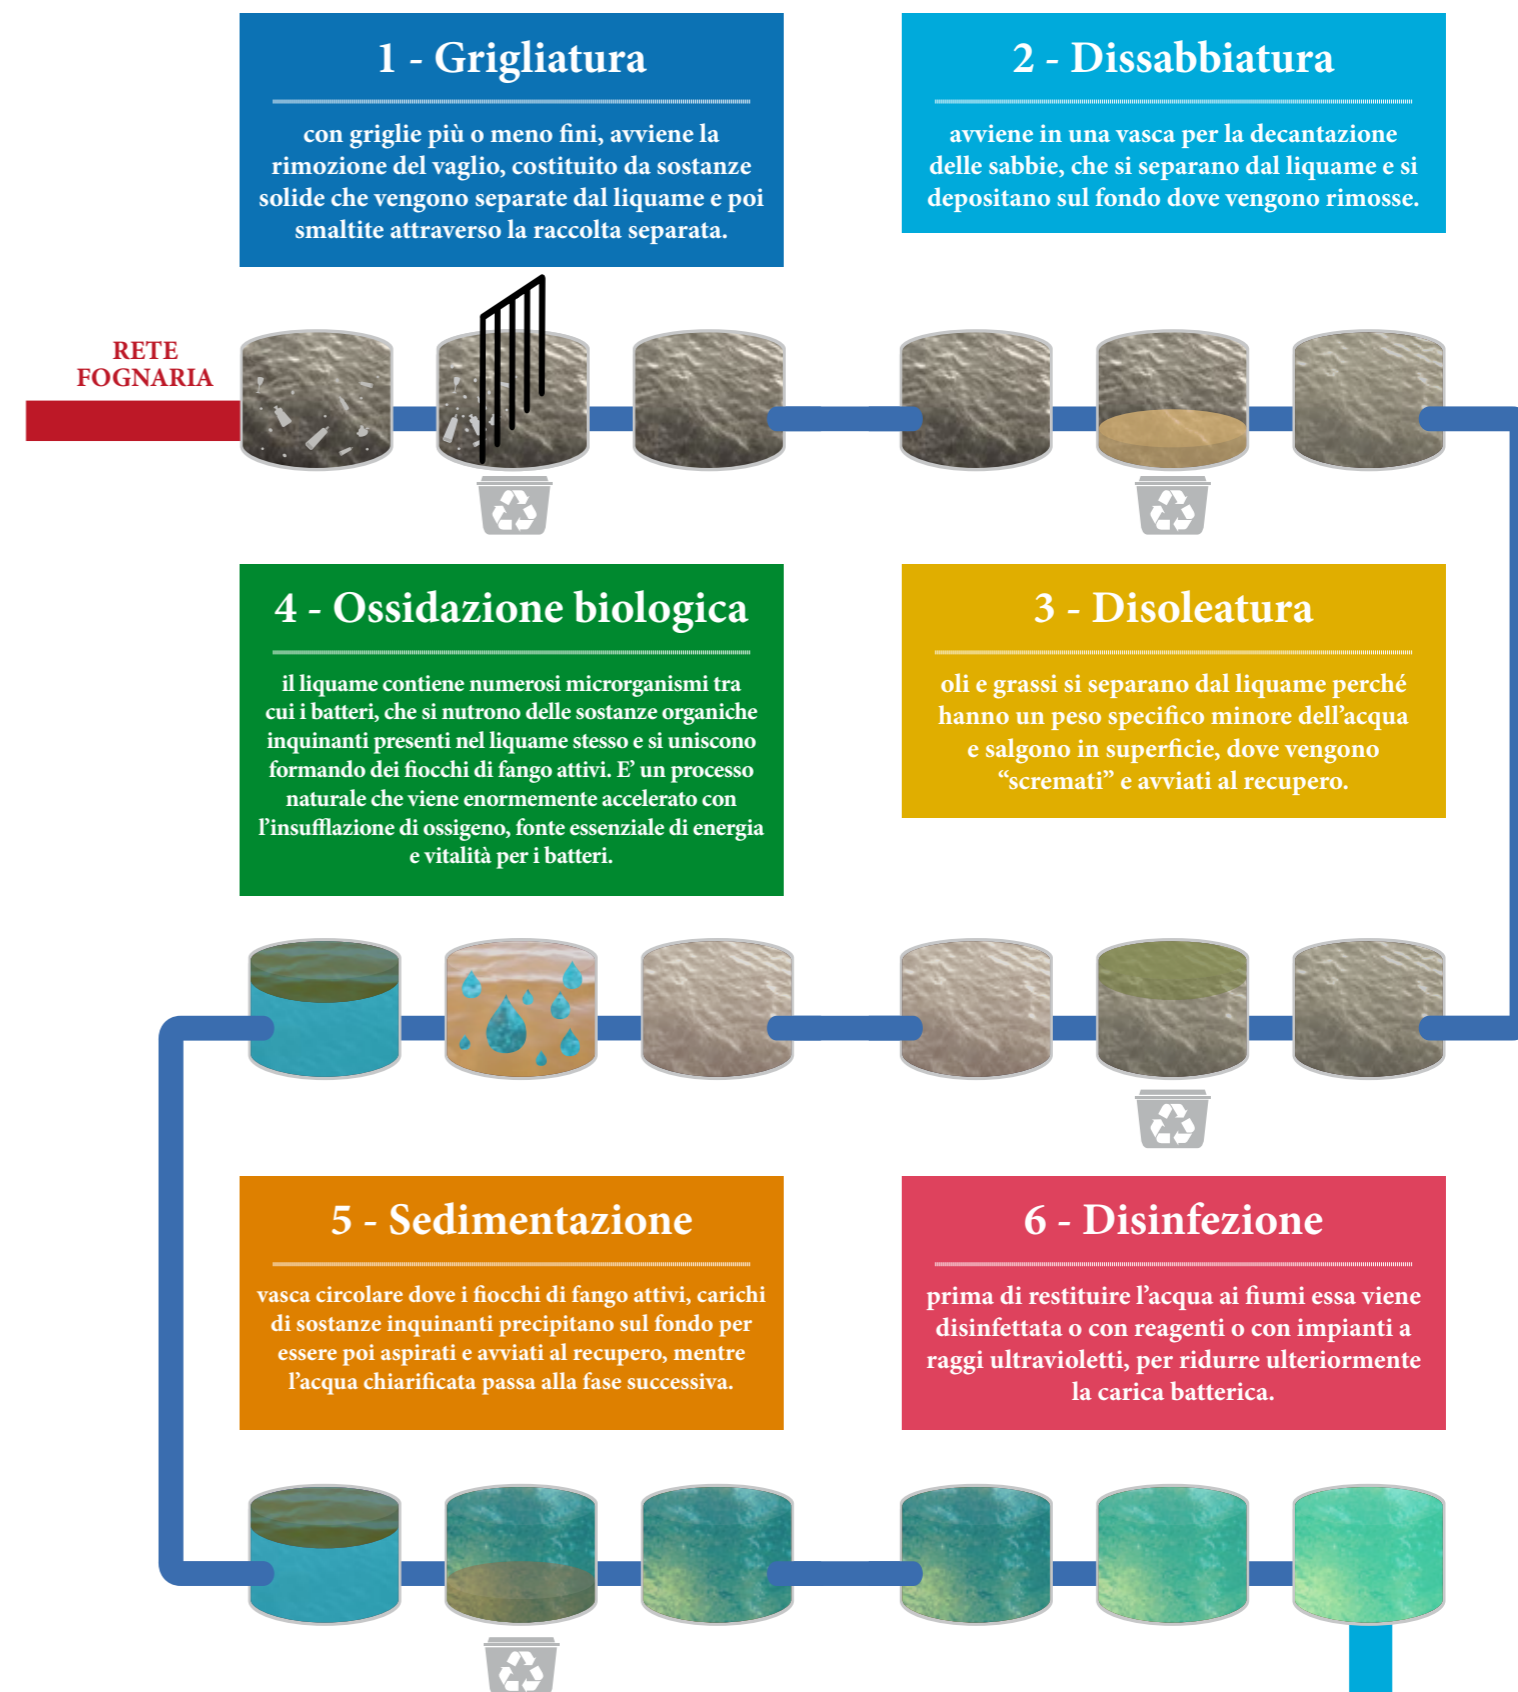 1 - Grigliatura
con griglie più o meno fini, avviene la
rimozione del vaglio, costituito da sostanze
solide che vengono separate dal liquame e poi
smaltite attraverso la raccolta separata.
2 - Dissabbiatura
avviene in una vasca per la decantazione
delle sabbie, che si separano dal liquame e si
depositano sul fondo dove vengono rimosse.
RETE
FOGNARIA
3 - Disoleatura
oli e grassi si separano dal liquame perché
hanno un peso specifico minore dell’acqua
e salgono in superficie, dove vengono
“scremati” e avviati al recupero.
4 - Ossidazione biologica
il liquame contiene numerosi microrganismi tra
cui i batteri, che si nutrono delle sostanze organiche
inquinanti presenti nel liquame stesso e si uniscono
formando dei fiocchi di fango attivi. E’ un processo
naturale che viene enormemente accelerato con
l’insufflazione di ossigeno, fonte essenziale di energia
e vitalità per i batteri.
5 - Sedimentazione
vasca circolare dove i fiocchi di fango attivi, carichi
di sostanze inquinanti precipitano sul fondo per
essere poi aspirati e avviati al recupero, mentre
l’acqua chiarificata passa alla fase successiva.
6 - Disinfezione
prima di restituire l’acqua ai fiumi essa viene
disinfettata o con reagenti o con impianti a
raggi ultravioletti, per ridurre ulteriormente
la carica batterica.